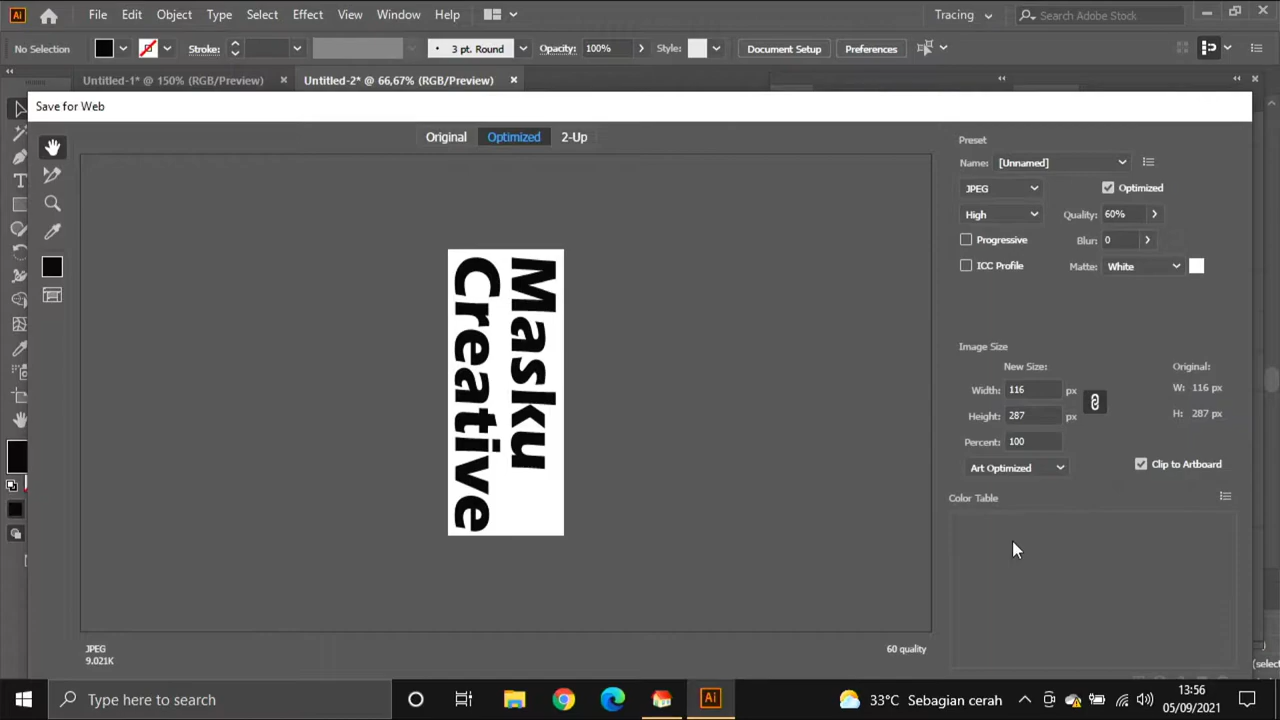 File Edit Object Type Select Effect View Window Help Tracing Search Adobe Stock
No Selection Stroke: 3 pt. Round Opacity: 100% Style: Document Setup Preferences
Untitled-1* @ 150% (RGB/Preview) Untitled-2* @ 66,67% (RGB/Preview)
Save for Web
Original Optimized 2-Up
Preset
Name: [Unnamed]
JPEG Optimized
High Quality: 60%
Progressive Blur: 0
ICC Profile Matte: White
Masku
Creative
Image Size
New Size: Original:
Width: 116 px W: 116 px
Height: 287 px H: 287 px
Percent: 100
Art Optimized Clip to Artboard
Color Table
JPEG 60 quality
9.021K
Type here to search 33°C Sebagian cerah 13:56
05/09/2021